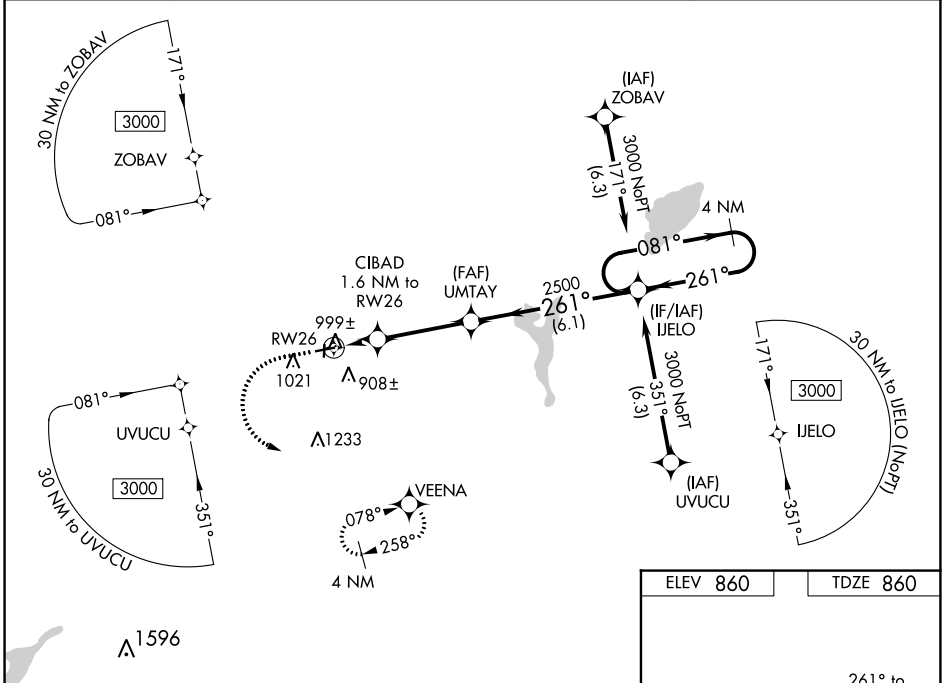 30 NM to ZOBAV
171°
3000
ZOBAV
081°
(IAF)
ZOBAV
3000 NoPT
171°
(6.3)
4 NM
081°
261°
CIBAD
1.6 NM to
RW26
(FAF)
UMTAY
2500
261°
(6.1)
(IF/IAF)
IJELO
RW26
999±
1021
908±
1233
3000 NoPT
351°
(6.3)
(IAF)
UVUCU
171°
30 NM to IJELO (NoPT)
3000
IJELO
351°
081°
UVUCU
3000
30 NM to UVUCU
351°
VEENA
078°
258°
4 NM
1596
ELEV 860
TDZE 860
261° to